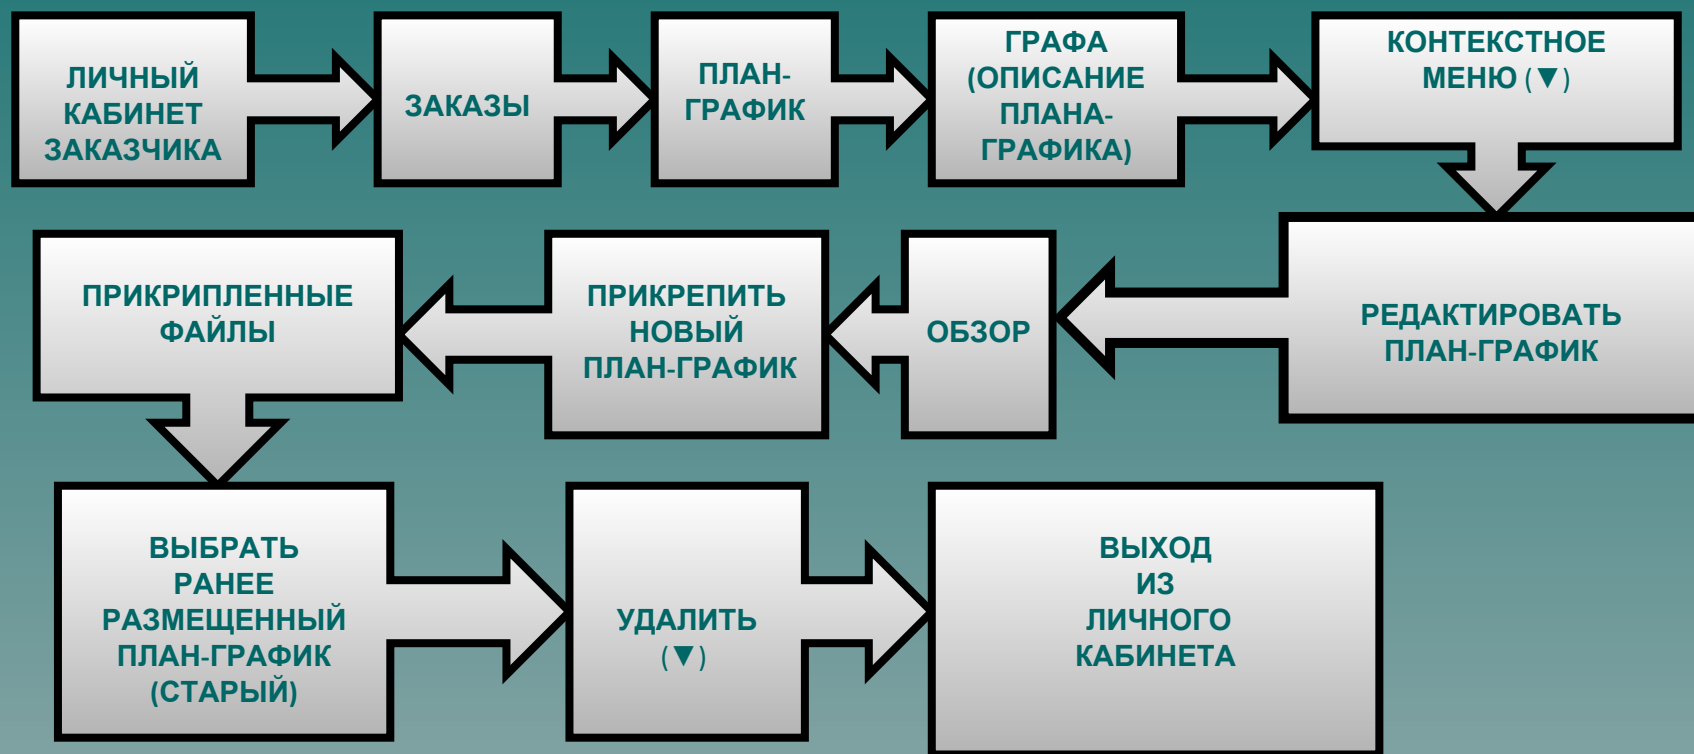 ЛИЧНЫЙ
КАБИНЕТ
ЗАКАЗЧИКА
ЗАКАЗЫ
ПЛАН-
ГРАФИК
ГРАФА
(ОПИСАНИЕ
ПЛАНА-
ГРАФИКА)
КОНТЕКСТНОЕ
МЕНЮ (▼)
РЕДАКТИРОВАТЬ
ПЛАН-ГРАФИК
ОБЗОР
ПРИКРЕПИТЬ
НОВЫЙ
ПЛАН-ГРАФИК
ПРИКРИПЛЕННЫЕ
ФАЙЛЫ
ВЫБРАТЬ
РАНЕЕ
РАЗМЕЩЕННЫЙ
ПЛАН-ГРАФИК
(СТАРЫЙ)
УДАЛИТЬ
(▼)
ВЫХОД
ИЗ
ЛИЧНОГО
КАБИНЕТА